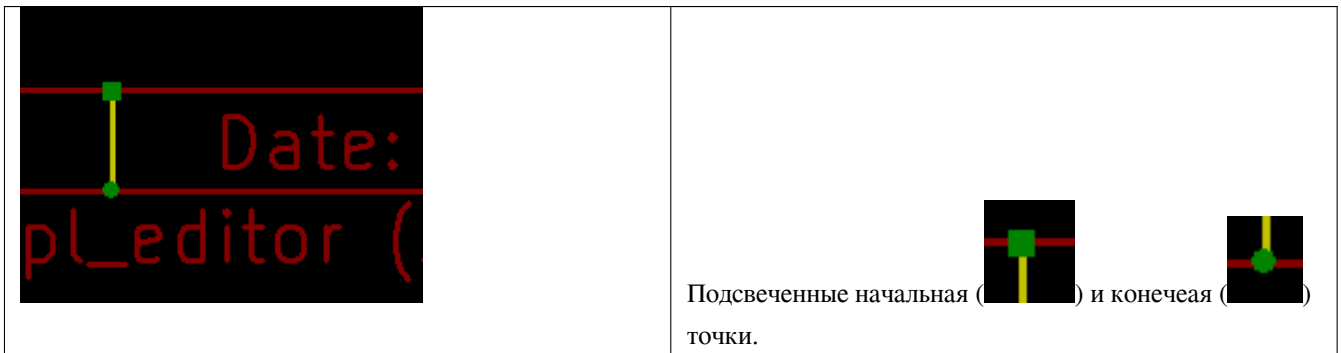 Date:
pl_editor (
Подсвеченные начальная () и конечеая ()
точки.